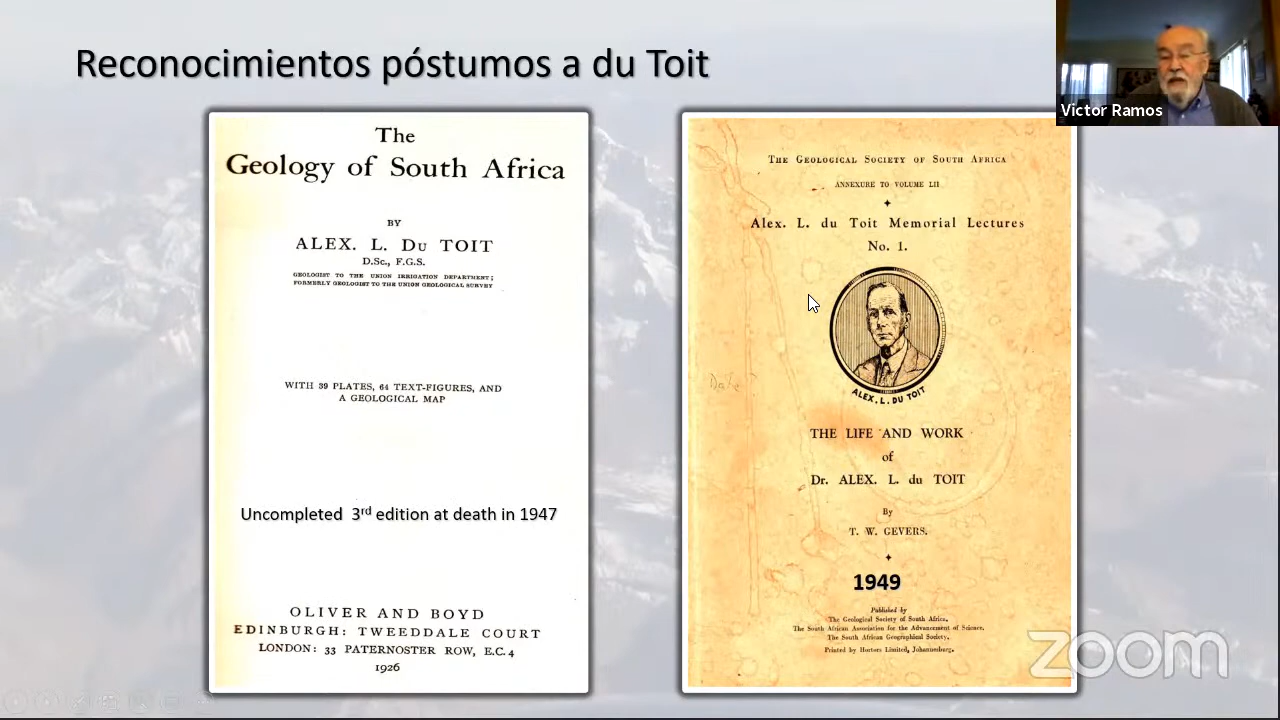 Reconocimientos póstumos a du Toit
Victor Ramos
The
Geology of South Africa
BY
ALEX. L. DU TOIT
D.Sc., F.G.S.
GEOLOGIST TO THE UNION IRRIGATION DEPARTMENT;
FORMERLY GEOLOGIST TO THE UNION GEOLOGICAL SURVEY
WITH 39 PLATES, 64 TEXT-FIGURES, AND
A GEOLOGICAL MAP
Uncompleted 3rd edition at death in 1947
OLIVER AND BOYD
EDINBURGH: TWEEDDALE COURT
LONDON: 33 PATERNOSTER ROW, E.C.4
1926
THE GEOLOGICAL SOCIETY OF SOUTH AFRICA
ANNEXURE TO VOLUME LII
Alex. L. du Toit Memorial Lectures
No. 1.
ALEX. L. DU TOIT
THE LIFE AND WORK
of
Dr. ALEX. L. du TOIT
By
T. W. GEVERS.
1949
Published by
The Geological Society of South Africa.
The South African Association for the Advancement of Science.
The South African Geographical Society.
Printed by Hortors Limited, Johannesburg.
zoom